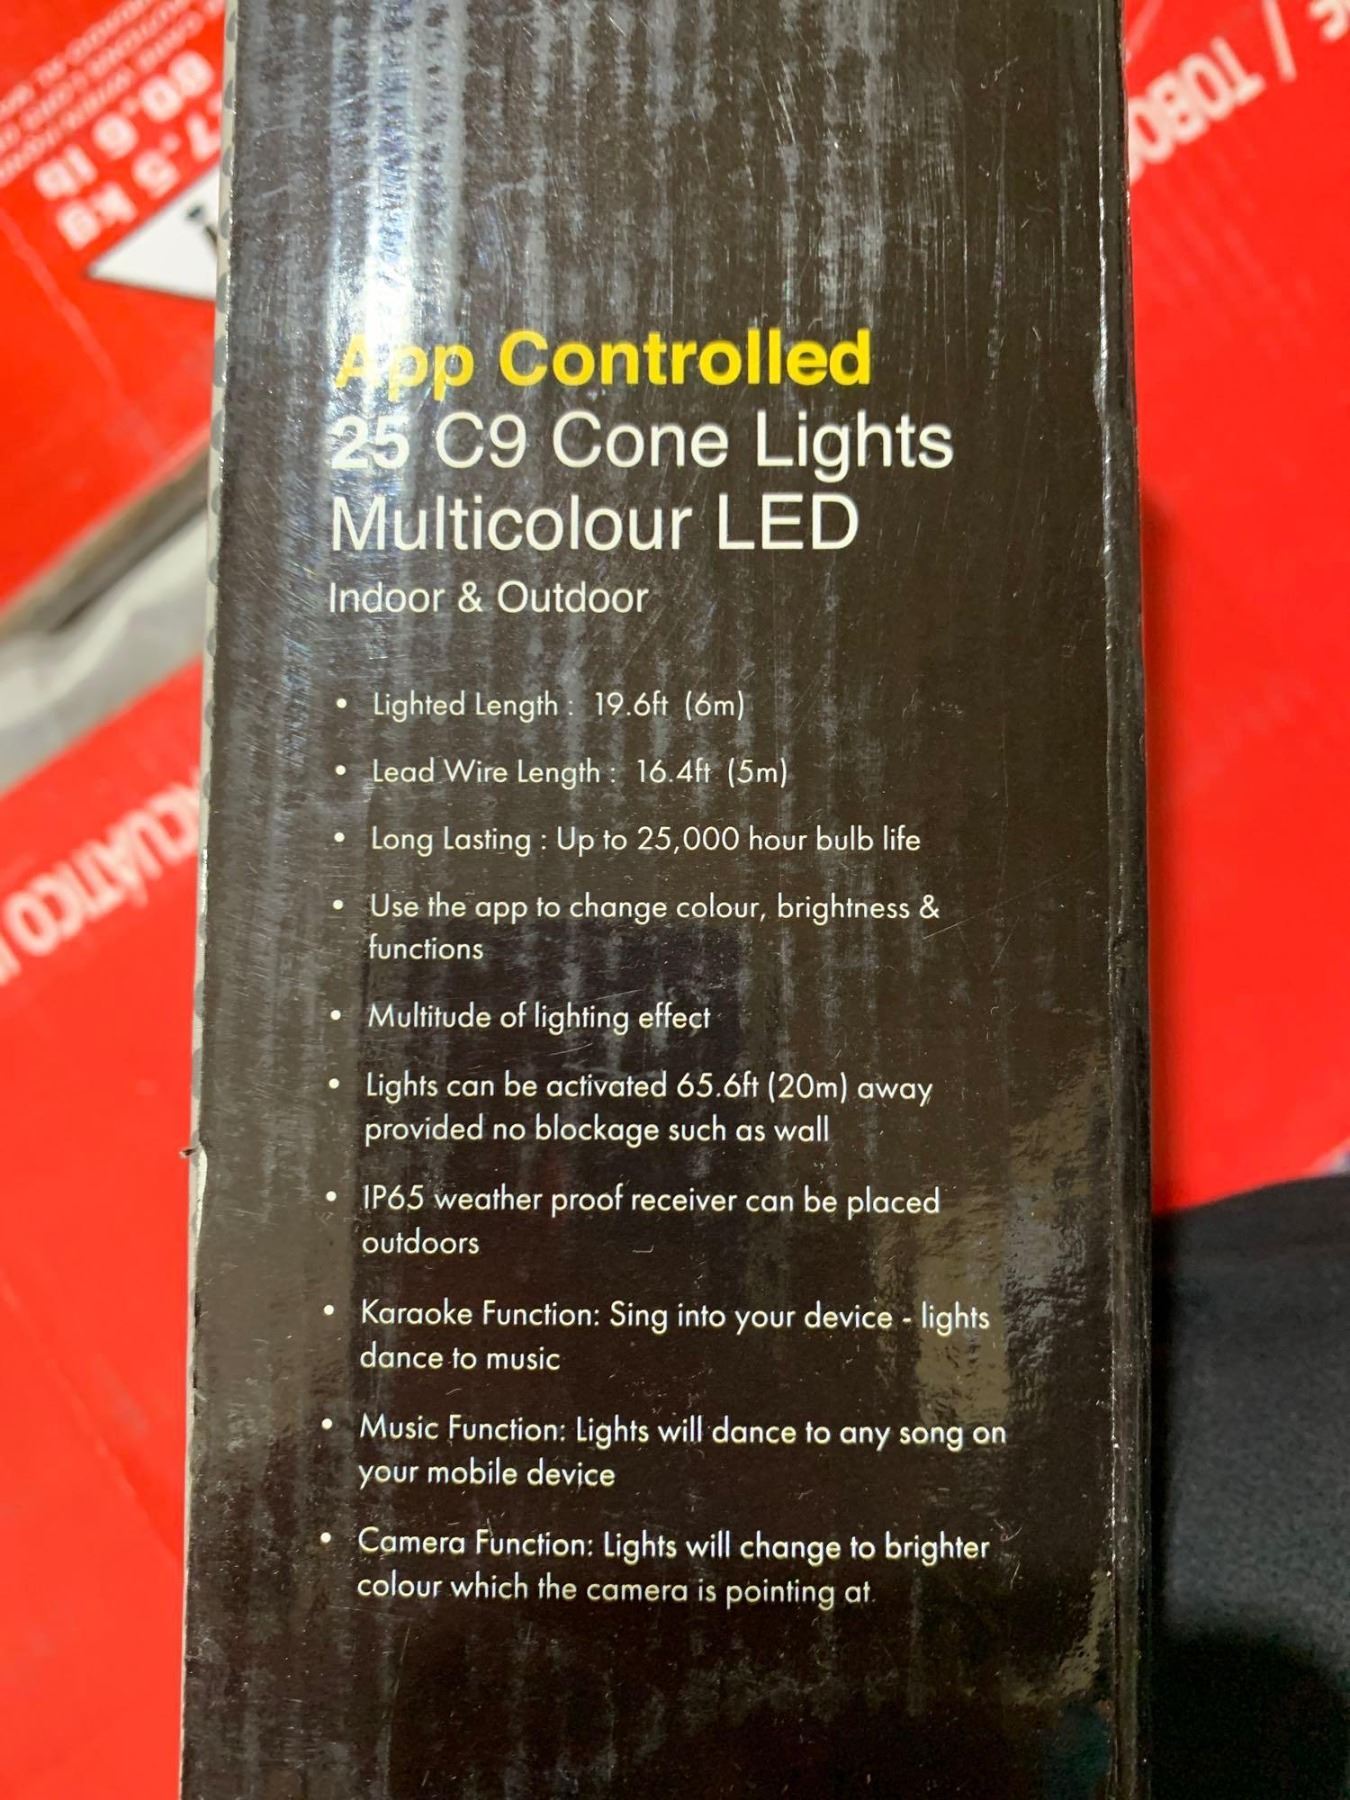 App Controlled
25 C9 Cone Lights
Multicolour LED
Indoor & Outdoor
• Lighted Length : 19.6ft (6m)
• Lead Wire Length : 16.4ft (5m)
• Long Lasting : Up to 25,000 hour bulb life
• Use the app to change colour, brightness &
functions
• Multitude of lighting effect
• Lights can be activated 65.6ft (20m) away
provided no blockage such as wall
• IP65 weather proof receiver can be placed
outdoors
• Karaoke Function: Sing into your device - lights
dance to music
• Music Function: Lights will dance to any song on
your mobile device
• Camera Function: Lights will change to brighter
colour which the camera is pointing at.